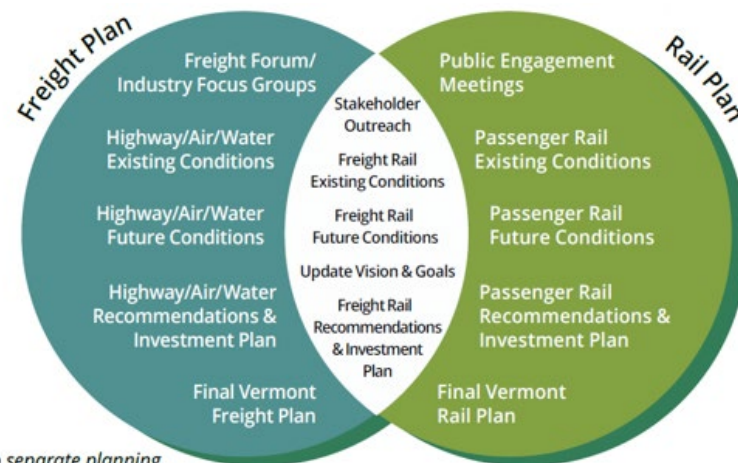 Freight Plan
Freight Forum/
Industry Focus Groups
Highway/Air/Water
Existing Conditions
Highway/Air/Water
Future Conditions
Highway/Air/Water
Recommendations &
Investment Plan
Final Vermont
Freight Plan
Stakeholder
Outreach
Freight Rail
Existing Conditions
Freight Rail
Future Conditions
Update Vision & Goals
Freight Rail
Recommendations
& Investment
Plan
Rail Plan
Public Engagement
Meetings
Passenger Rail
Existing Conditions
Passenger Rail
Future Conditions
Passenger Rail
Recommendations &
Investment Plan
Final Vermont
Rail Plan
separate planning